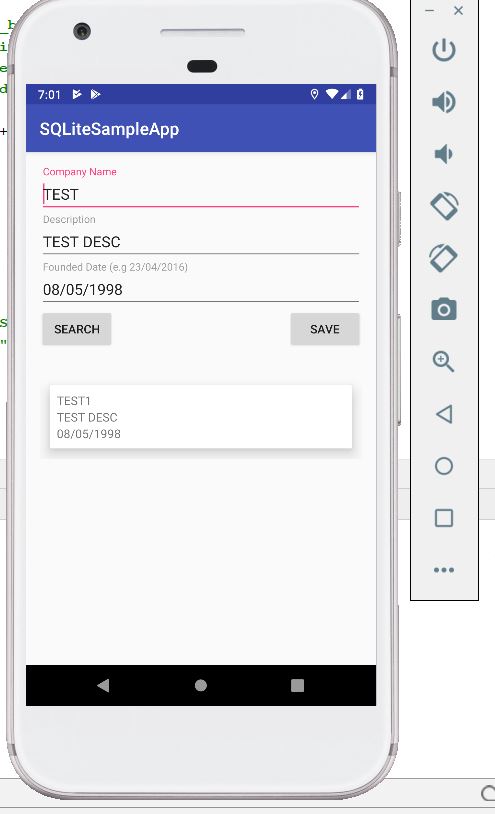 7:01
SQLiteSampleApp
Company Name
TEST
Description
TEST DESC
Founded Date (e.g 23/04/2016)
08/05/1998
SEARCH
SAVE
TEST1
TEST DESC
08/05/1998